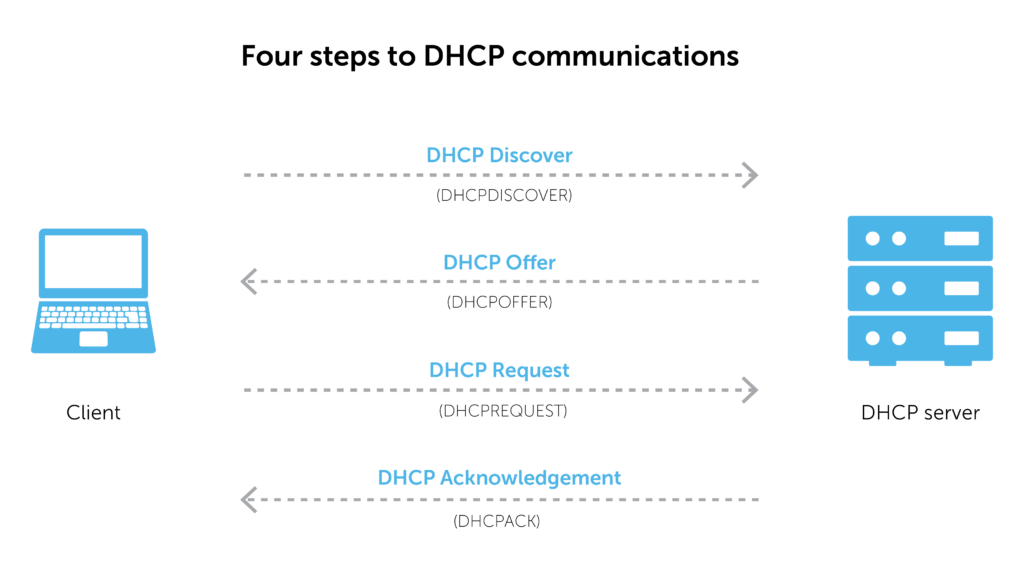 Four steps to DHCP communications
DHCP Discover
(DHCPDISCOVER)
DHCP Offer
(DHCPOFFER)
DHCP Request
(DHCPREQUEST)
Client
DHCP server
DHCP Acknowledgement
(DHCPACK)